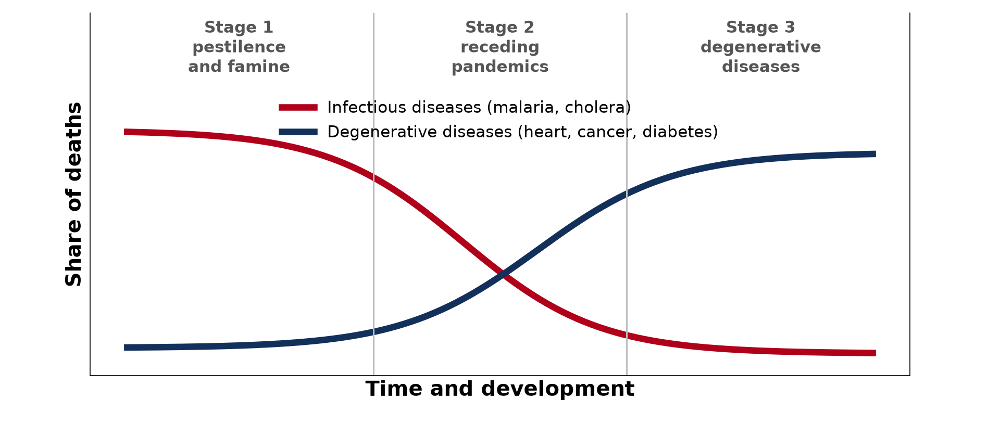 Stage 1
pestilence
and famine
Stage 2
receding
pandemics
Stage 3
degenerative
diseases
Infectious diseases (malaria, cholera)
Degenerative diseases (heart, cancer, diabetes)
Share of deaths
Time and development